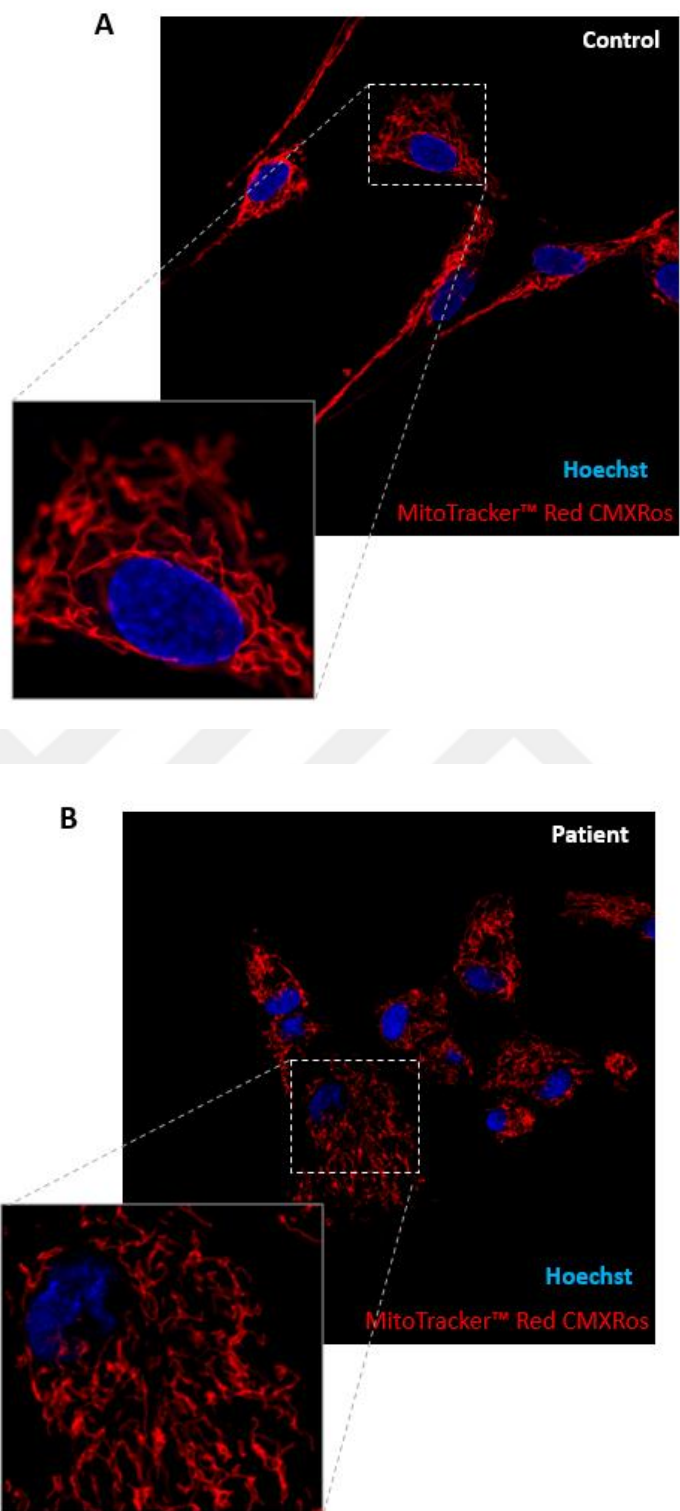 A
Control
Hoechst
MitoTracker™ Red CMXRos
B
Patient
Hoechst
MitoTracker™ Red CMXRos